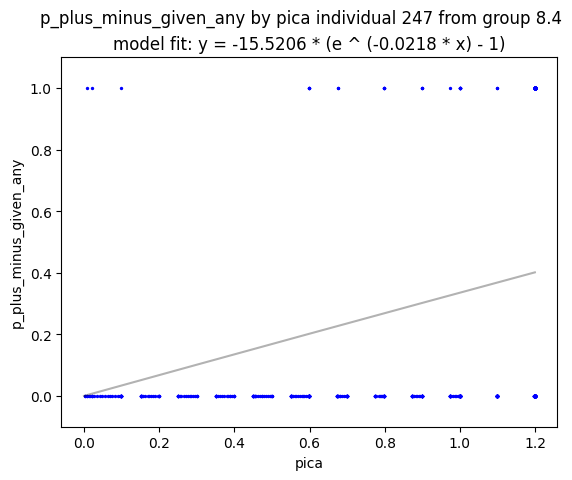 p_plus_minus_given_any by pica individual 247 from group 8.4
model fit: y = -15.5206 * (e ^ (-0.0218 * x) - 1)
1.0
0.8
0.6
0.4
0.2
0.0
p_plus_minus_given_any
0.0 0.2 0.4 0.6 0.8 1.0 1.2
pica